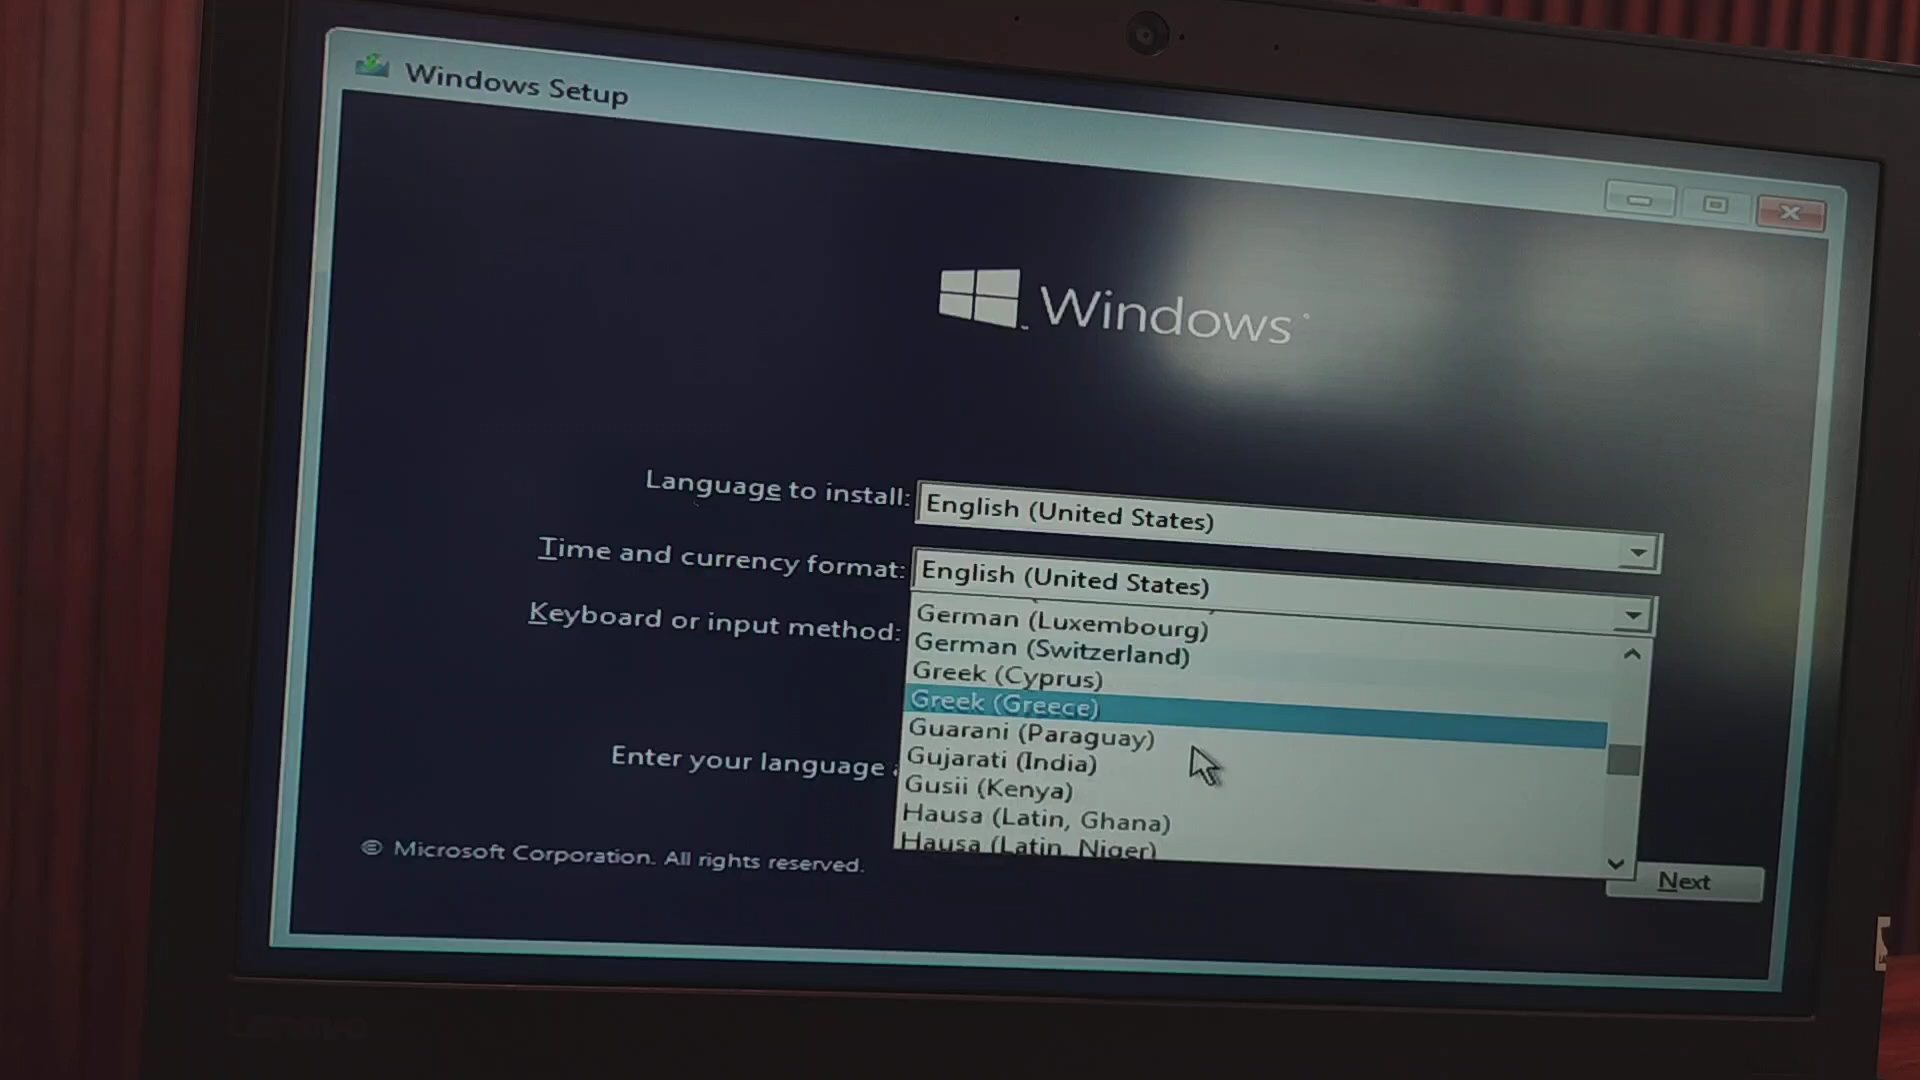 Windows Setup
Windows
Language to install: English (United States)
Time and currency format: English (United States)
Keyboard or input method:
German (Luxembourg)
German (Switzerland)
Greek (Cyprus)
Greek (Greece)
Guarani (Paraguay)
Gujarati (India)
Gusii (Kenya)
Hausa (Latin, Ghana)
Hausa (Latin, Niger)
Enter your language
© Microsoft Corporation. All rights reserved.
Next
Lenovo